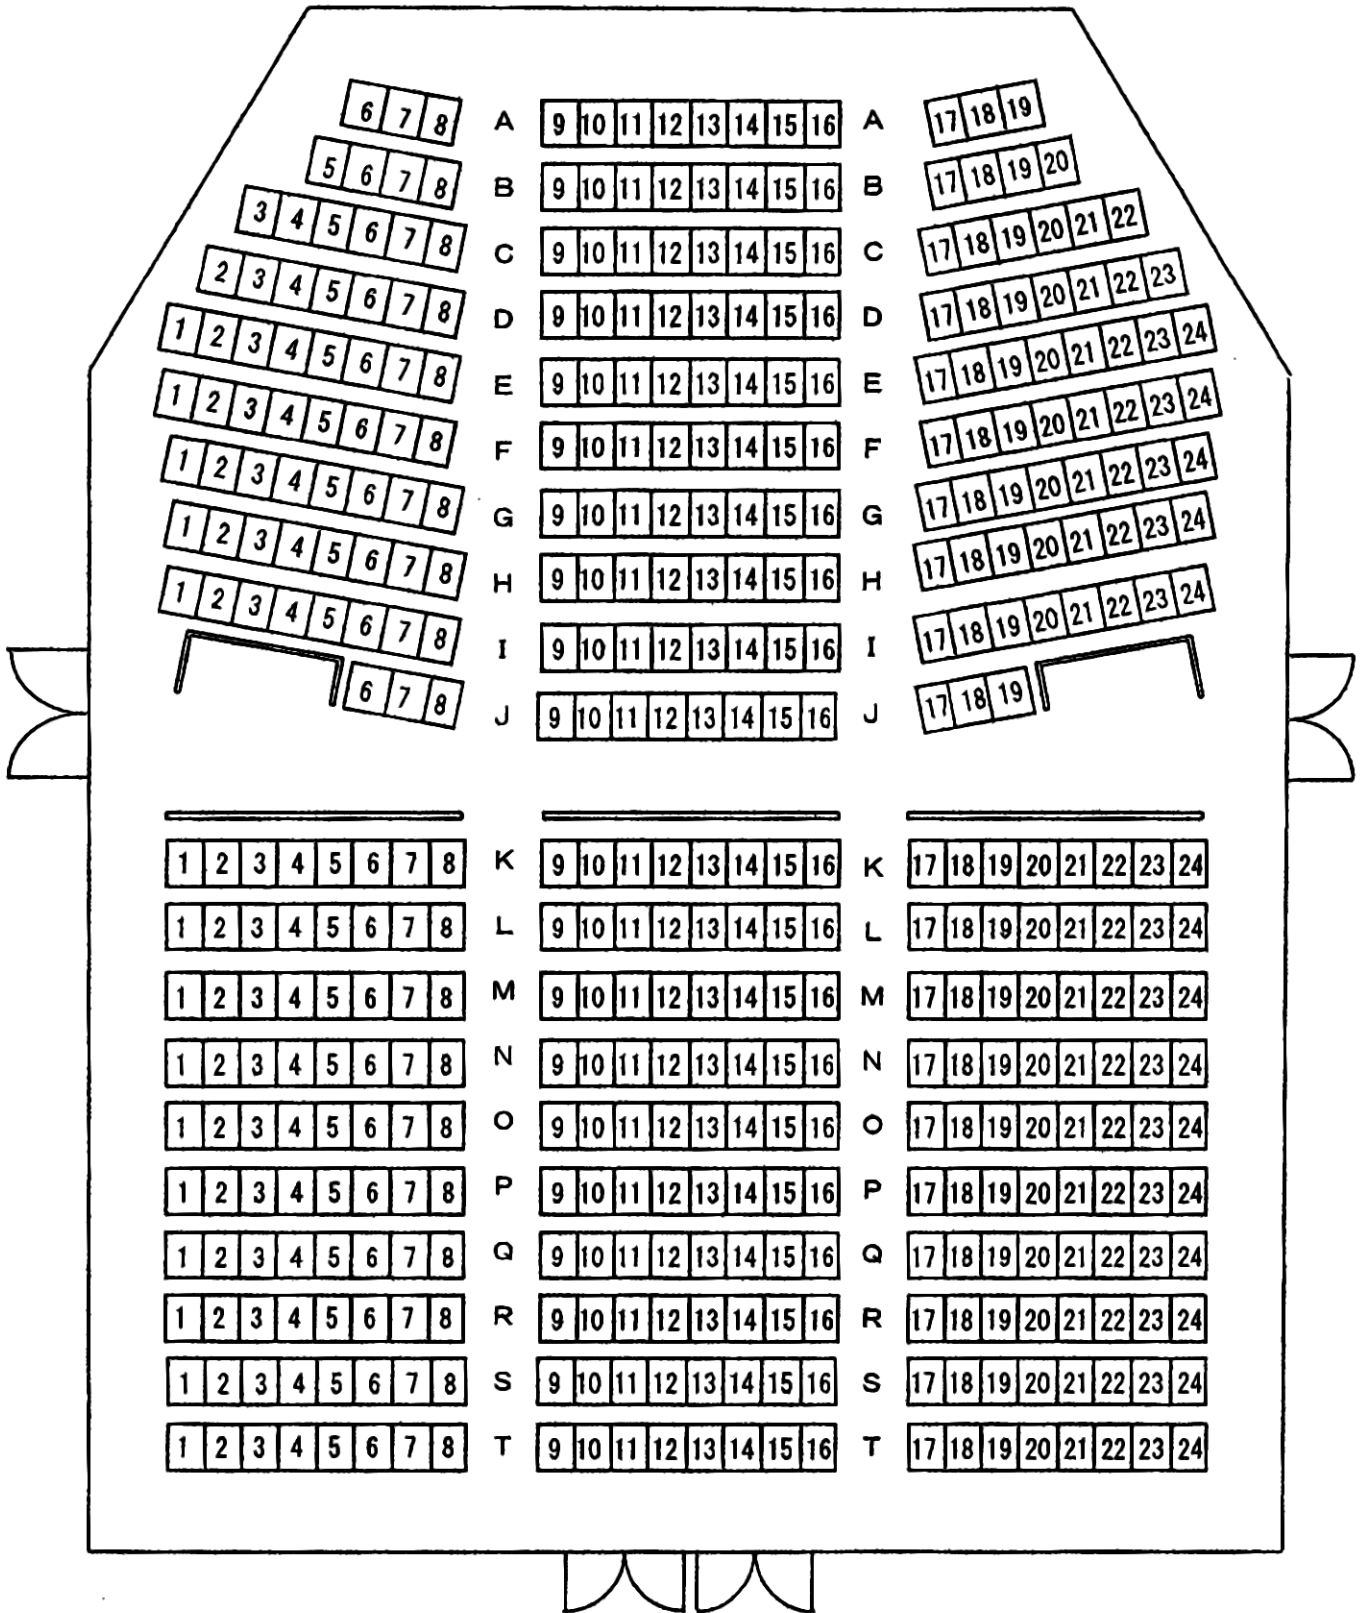 6 7 8 A 9 10 11 12 13 14 15 16 A 17 18 19
5 6 7 8 B 9 10 11 12 13 14 15 16 B 17 18 19 20
3 4 5 6 7 8 C 9 10 11 12 13 14 15 16 C 17 18 19 20 21 22
2 3 4 5 6 7 8 D 9 10 11 12 13 14 15 16 D 17 18 19 20 21 22 23
1 2 3 4 5 6 7 8 E 9 10 11 12 13 14 15 16 E 17 18 19 20 21 22 23 24
1 2 3 4 5 6 7 8 F 9 10 11 12 13 14 15 16 F 17 18 19 20 21 22 23 24
1 2 3 4 5 6 7 8 G 9 10 11 12 13 14 15 16 G 17 18 19 20 21 22 23 24
1 2 3 4 5 6 7 8 H 9 10 11 12 13 14 15 16 H 17 18 19 20 21 22 23 24
1 2 3 4 5 6 7 8 I 9 10 11 12 13 14 15 16 I 17 18 19 20 21 22 23 24
6 7 8 J 9 10 11 12 13 14 15 16 J 17 18 19
1 2 3 4 5 6 7 8 K 9 10 11 12 13 14 15 16 K 17 18 19 20 21 22 23 24
1 2 3 4 5 6 7 8 L 9 10 11 12 13 14 15 16 L 17 18 19 20 21 22 23 24
1 2 3 4 5 6 7 8 M 9 10 11 12 13 14 15 16 M 17 18 19 20 21 22 23 24
1 2 3 4 5 6 7 8 N 9 10 11 12 13 14 15 16 N 17 18 19 20 21 22 23 24
1 2 3 4 5 6 7 8 O 9 10 11 12 13 14 15 16 O 17 18 19 20 21 22 23 24
1 2 3 4 5 6 7 8 P 9 10 11 12 13 14 15 16 P 17 18 19 20 21 22 23 24
1 2 3 4 5 6 7 8 Q 9 10 11 12 13 14 15 16 Q 17 18 19 20 21 22 23 24
1 2 3 4 5 6 7 8 R 9 10 11 12 13 14 15 16 R 17 18 19 20 21 22 23 24
1 2 3 4 5 6 7 8 S 9 10 11 12 13 14 15 16 S 17 18 19 20 21 22 23 24
1 2 3 4 5 6 7 8 T 9 10 11 12 13 14 15 16 T 17 18 19 20 21 22 23 24